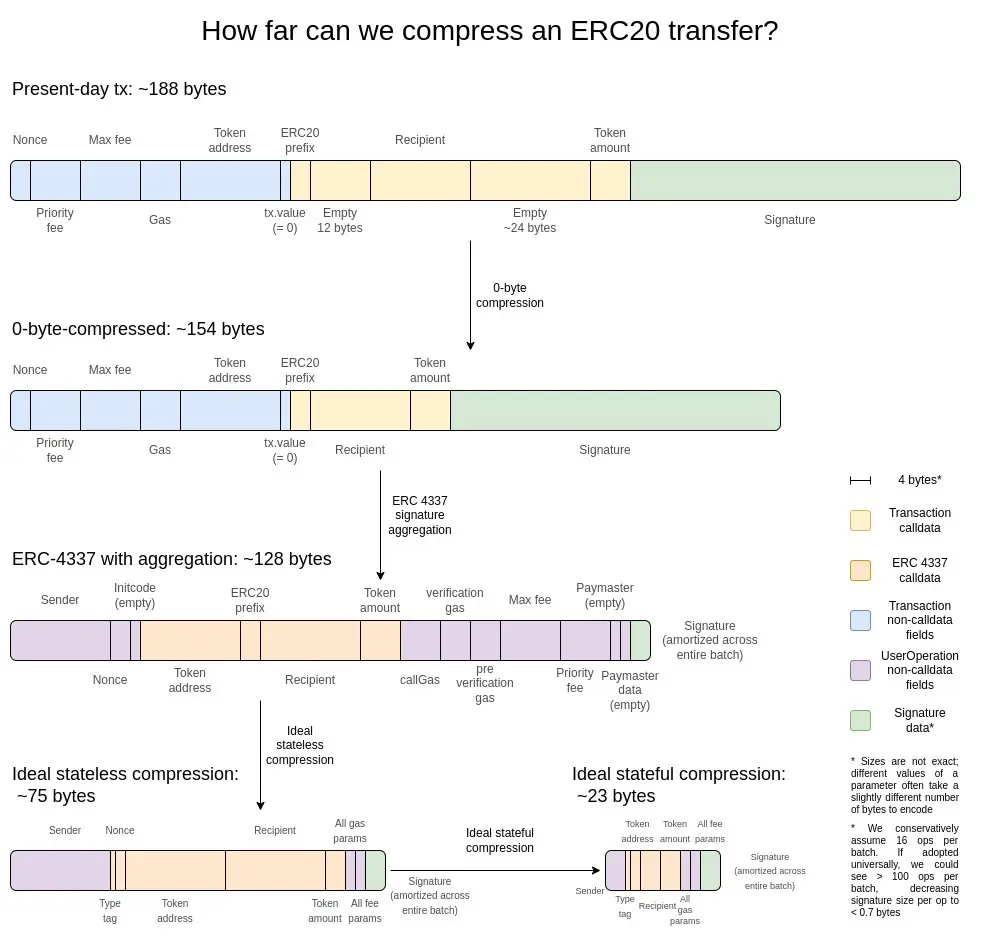 How far can we compress an ERC20 transfer?
Present-day tx: ~188 bytes
Nonce
Max fee
Token
address
ERC20
prefix
Recipient
Token
amount
Priority
fee
Gas
tx.value
(= 0)
Empty
12 bytes
Empty
~24 bytes
Signature
0-byte
compression
0-byte-compressed: ~154 bytes
Nonce
Max fee
Token
address
ERC20
prefix
Token
amount
Priority
fee
Gas
tx.value
(= 0)
Recipient
Signature
ERC 4337
signature
aggregation
ERC-4337 with aggregation: ~128 bytes
Sender
Initcode
(empty)
ERC20
prefix
Token
amount
verification
gas
Max fee
Paymaster
(empty)
Signature
(amortized across
entire batch)
Nonce
Token
address
Recipient
callGas
pre
verification
gas
Priority
fee
Paymaster
data
(empty)
Ideal
stateless
compression
Ideal stateless compression:
~75 bytes
Sender
Nonce
Recipient
All gas
params
Type
tag
Token
address
Token
amount
All fee
params
Signature
(amortized across
entire batch)
Ideal stateful
compression
Ideal stateful compression:
~23 bytes
Token
address
Token
amount
All fee
params
Sender
Type
tag
Recipient
All
gas
params
Signature
(amortized across
entire batch)
4 bytes*
Transaction
calldata
ERC 4337
calldata
Transaction
non-calldata
fields
UserOperation
non-calldata
fields
Signature
data*
* Sizes are not exact;
different values of a
parameter often take a
slightly different number
of bytes to encode
* We conservatively
assume 16 ops per
batch. If adopted
universally, we could
see > 100 ops per
batch, decreasing
signature size per op to
< 0.7 bytes